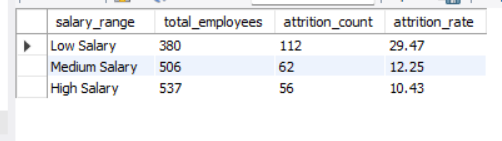 salary_range total_employees attrition_count attrition_rate
Low Salary 380 112 29.47
Medium Salary 506 62 12.25
High Salary 537 56 10.43